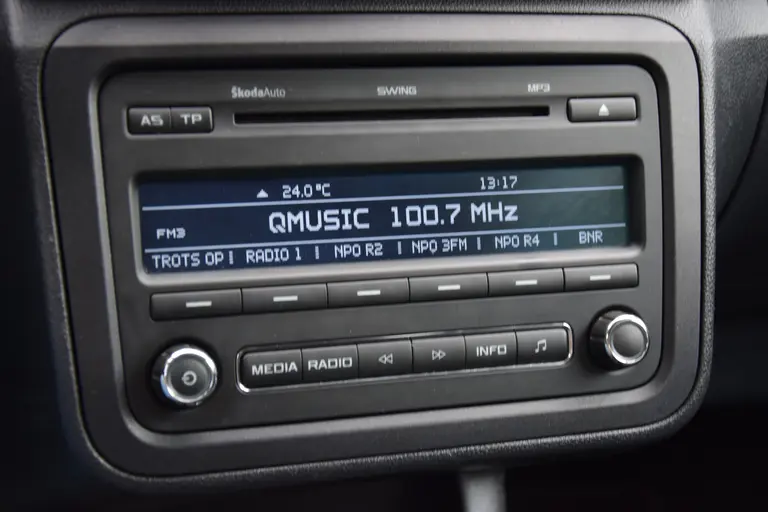 ŠkodaAuto SWING MP3
AS TP
24.0°C 13:17
FM3 QMUSIC 100.7 MHz
TROTS OP | RADIO 1 | NPO R2 | NPO 3FM | NPO R4 | BNR
MEDIA RADIO INFO